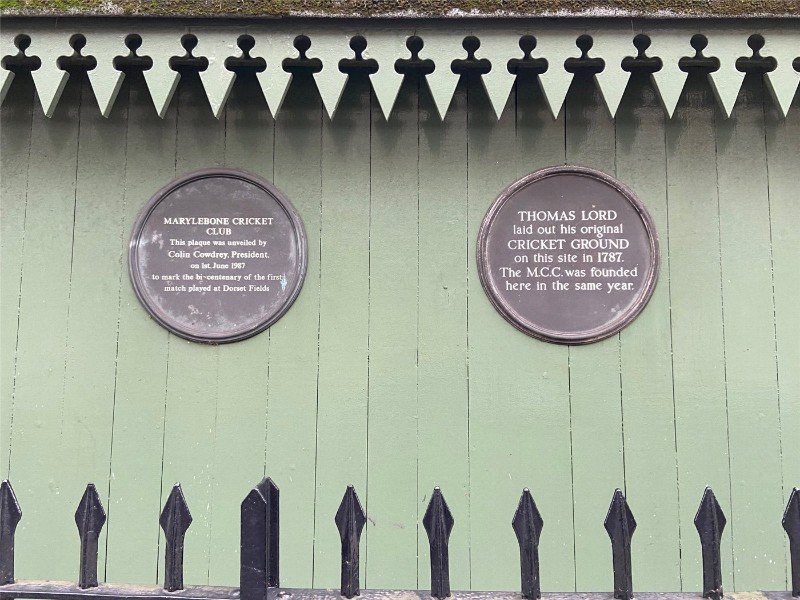 MARYLEBONE CRICKET
CLUB
This plaque was unveiled by
Colin Cowdrey, President,
on 1st. June 1987
to mark the bi-centenary of the first
match played at Dorset Fields
THOMAS LORD
laid out his original
CRICKET GROUND
on this site in 1787.
The M.C.C. was founded
here in the same year.